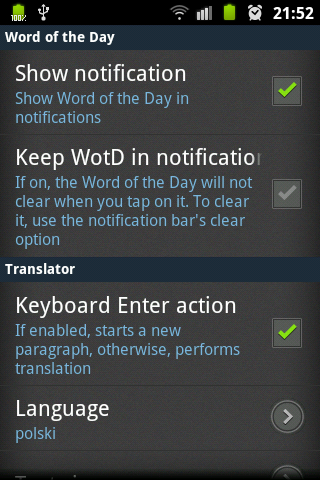 100%
21:52
Word of the Day
Show notification
Show Word of the Day in
notifications
Keep WotD in notification
If on, the Word of the Day will not
clear when you tap on it. To clear
it, use the notification bar's clear
option
Translator
Keyboard Enter action
If enabled, starts a new
paragraph, otherwise, performs
translation
Language
polski